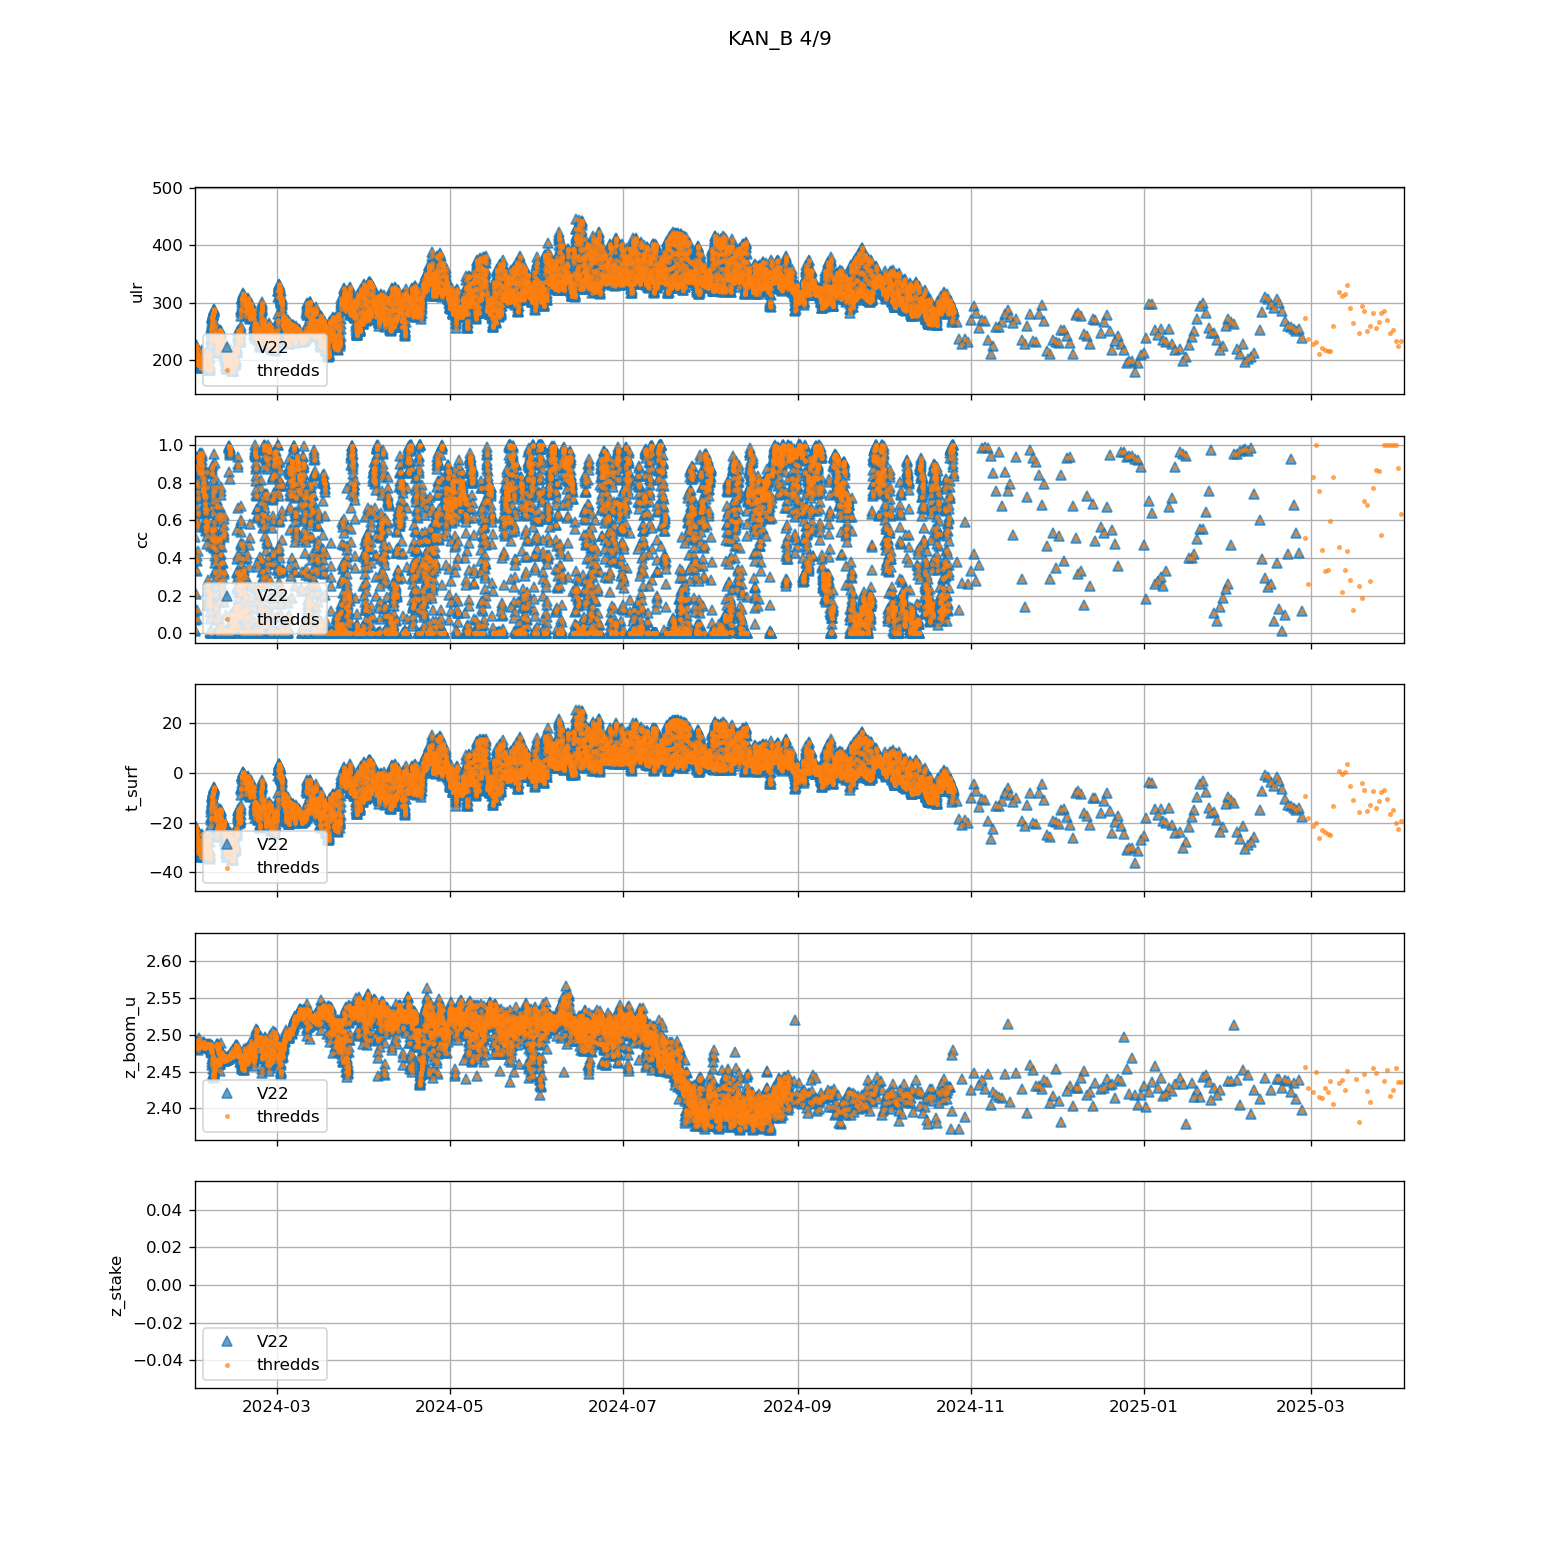 KAN_B 4/9
500
400
300
200
ulr
V22
thredds
1.0
0.8
0.6
0.4
0.2
0.0
cc
V22
thredds
20
0
−20
−40
t_surf
V22
thredds
2.60
2.55
2.50
2.45
2.40
z_boom_u
V22
thredds
0.04
0.02
0.00
−0.02
−0.04
z_stake
V22
thredds
2024-03 2024-05 2024-07 2024-09 2024-11 2025-01 2025-03